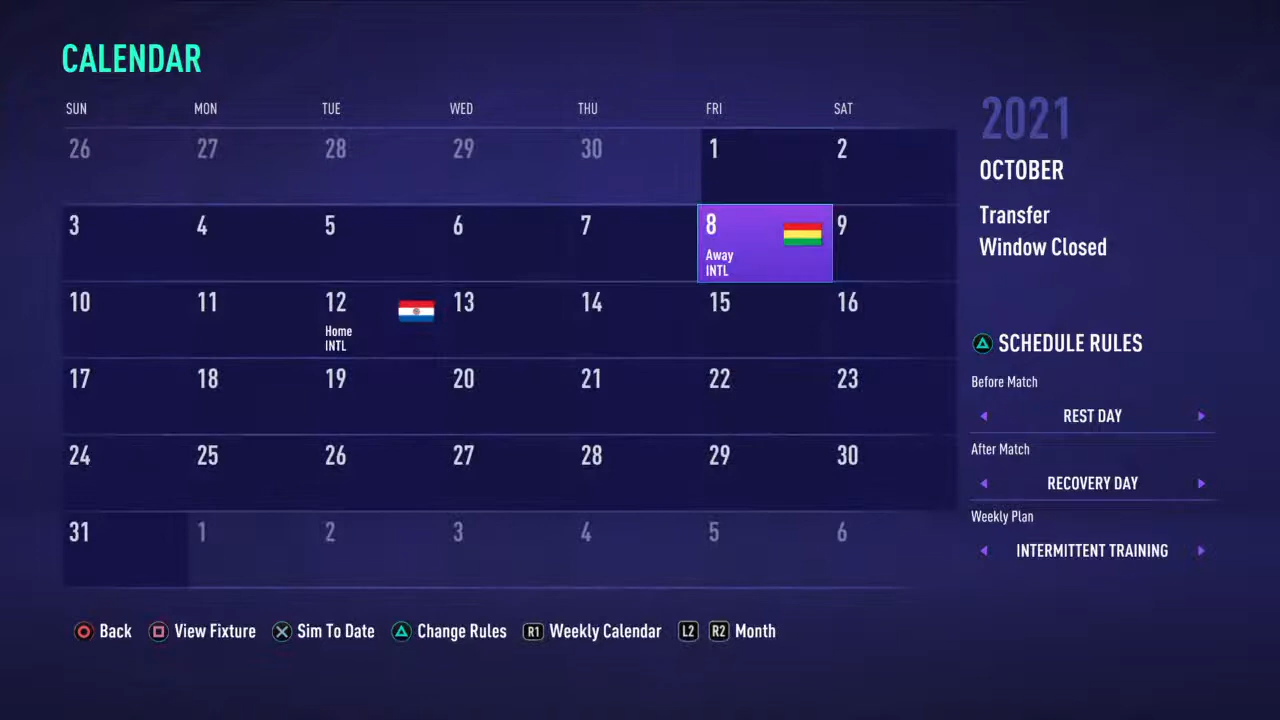 CALENDAR
SUN MON TUE WED THU FRI SAT
26 27 28 29 30 1 2
3 4 5 6 7 8 9
Away
INTL
10 11 12 13 14 15 16
Home
INTL
17 18 19 20 21 22 23
24 25 26 27 28 29 30
31 1 2 3 4 5 6
2021
OCTOBER
Transfer
Window Closed
SCHEDULE RULES
Before Match
REST DAY
After Match
RECOVERY DAY
Weekly Plan
INTERMITTENT TRAINING
Back View Fixture Sim To Date Change Rules R1 Weekly Calendar L2 R2 Month